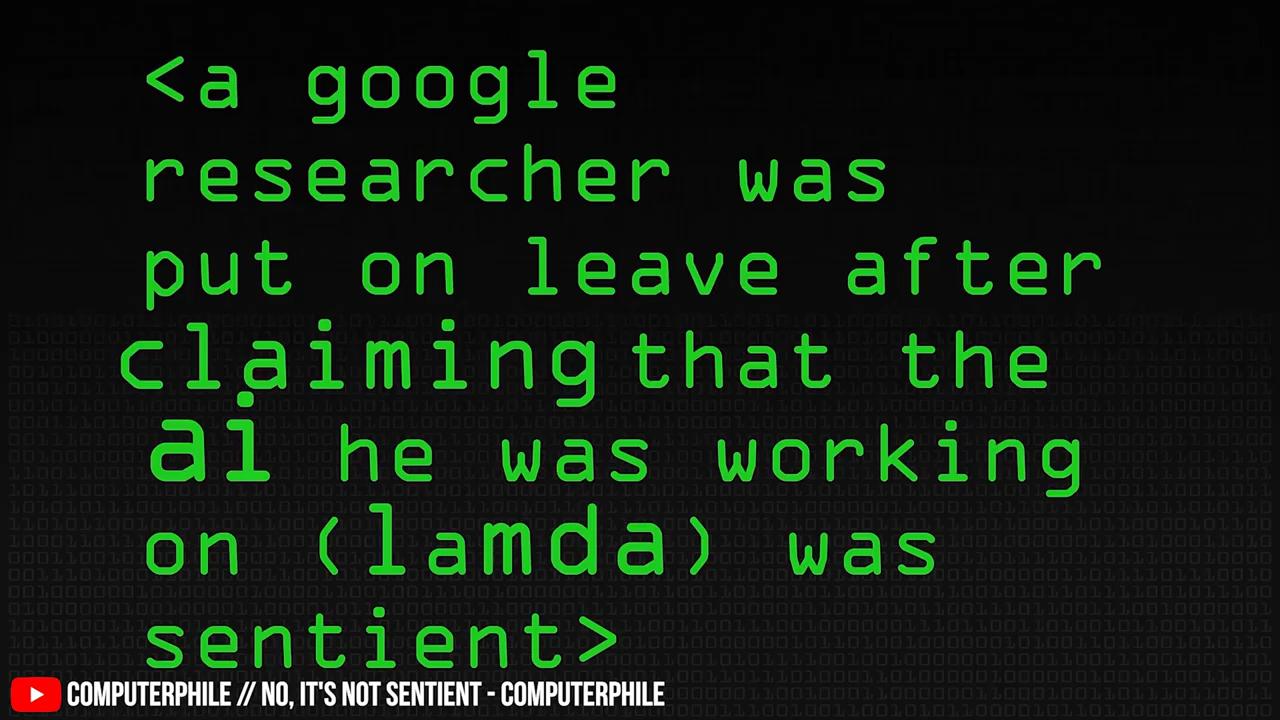 <a google
researcher was
put on leave after
claiming that the
ai he was working
on (lamda) was
sentient>
COMPUTERPHILE // NO, IT'S NOT SENTIENT - COMPUTERPHILE